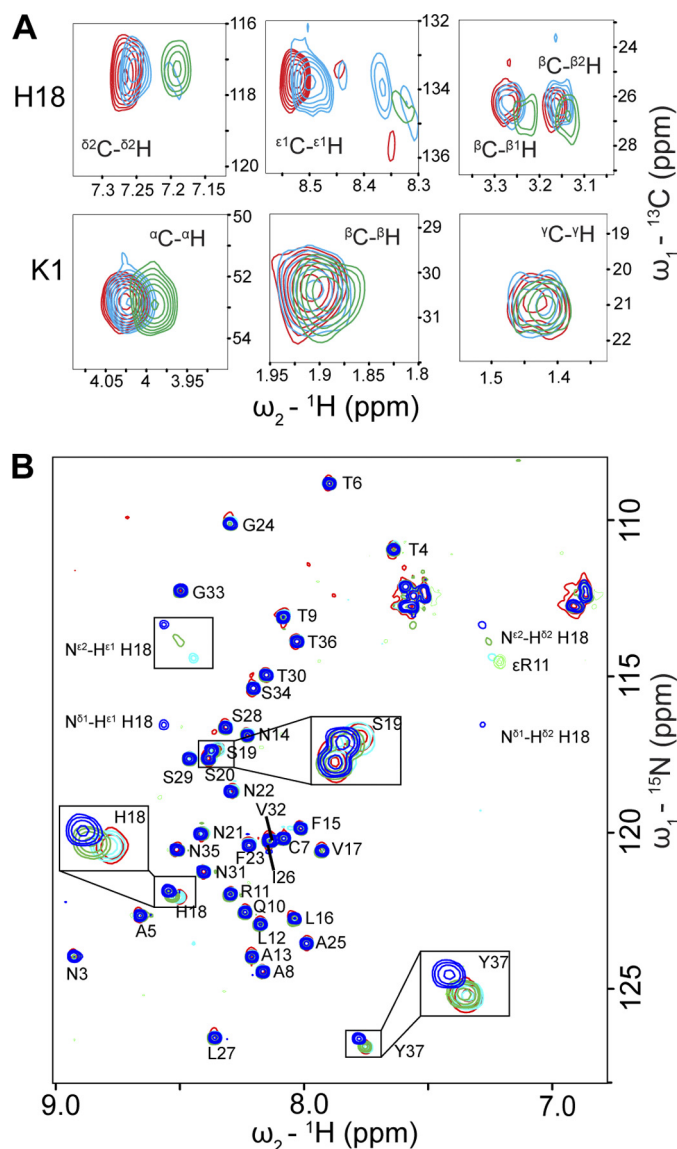 A
H18
δ2C-δ2H
7.3 7.25 7.2 7.15
116
118
120
ε1C-ε1H
8.5 8.4 8.3
132
134
136
βC-β2H
βC-β1H
3.3 3.2 3.1
24
26
28
K1
αC-αH
4.05 4 3.95
50
52
54
βC-βH
1.95 1.9 1.85 1.8
29
30
31
γC-γH
1.5 1.4
19
20
21
22
ω1 - 13C (ppm)
ω2 - 1H (ppm)
B
T6
G24
T4
G33
T9
T36
Nε2-Hε1 H18
Nε2-Hδ2 H18
εR11
T30
S34
Nδ1-Hε1 H18
S28
N14
S19
Nδ1-Hδ2 H18
S19
S29
S20
N22
V32
H18
N21
F15
N35
F23
C7
V17
I26
N31
R11
H18
Q10
A5
L16
L12
A25
N3
A13
A8
Y37
L27
Y37
110
115
120
125
ω1 - 15N (ppm)
9.0 8.0 7.0
ω2 - 1H (ppm)